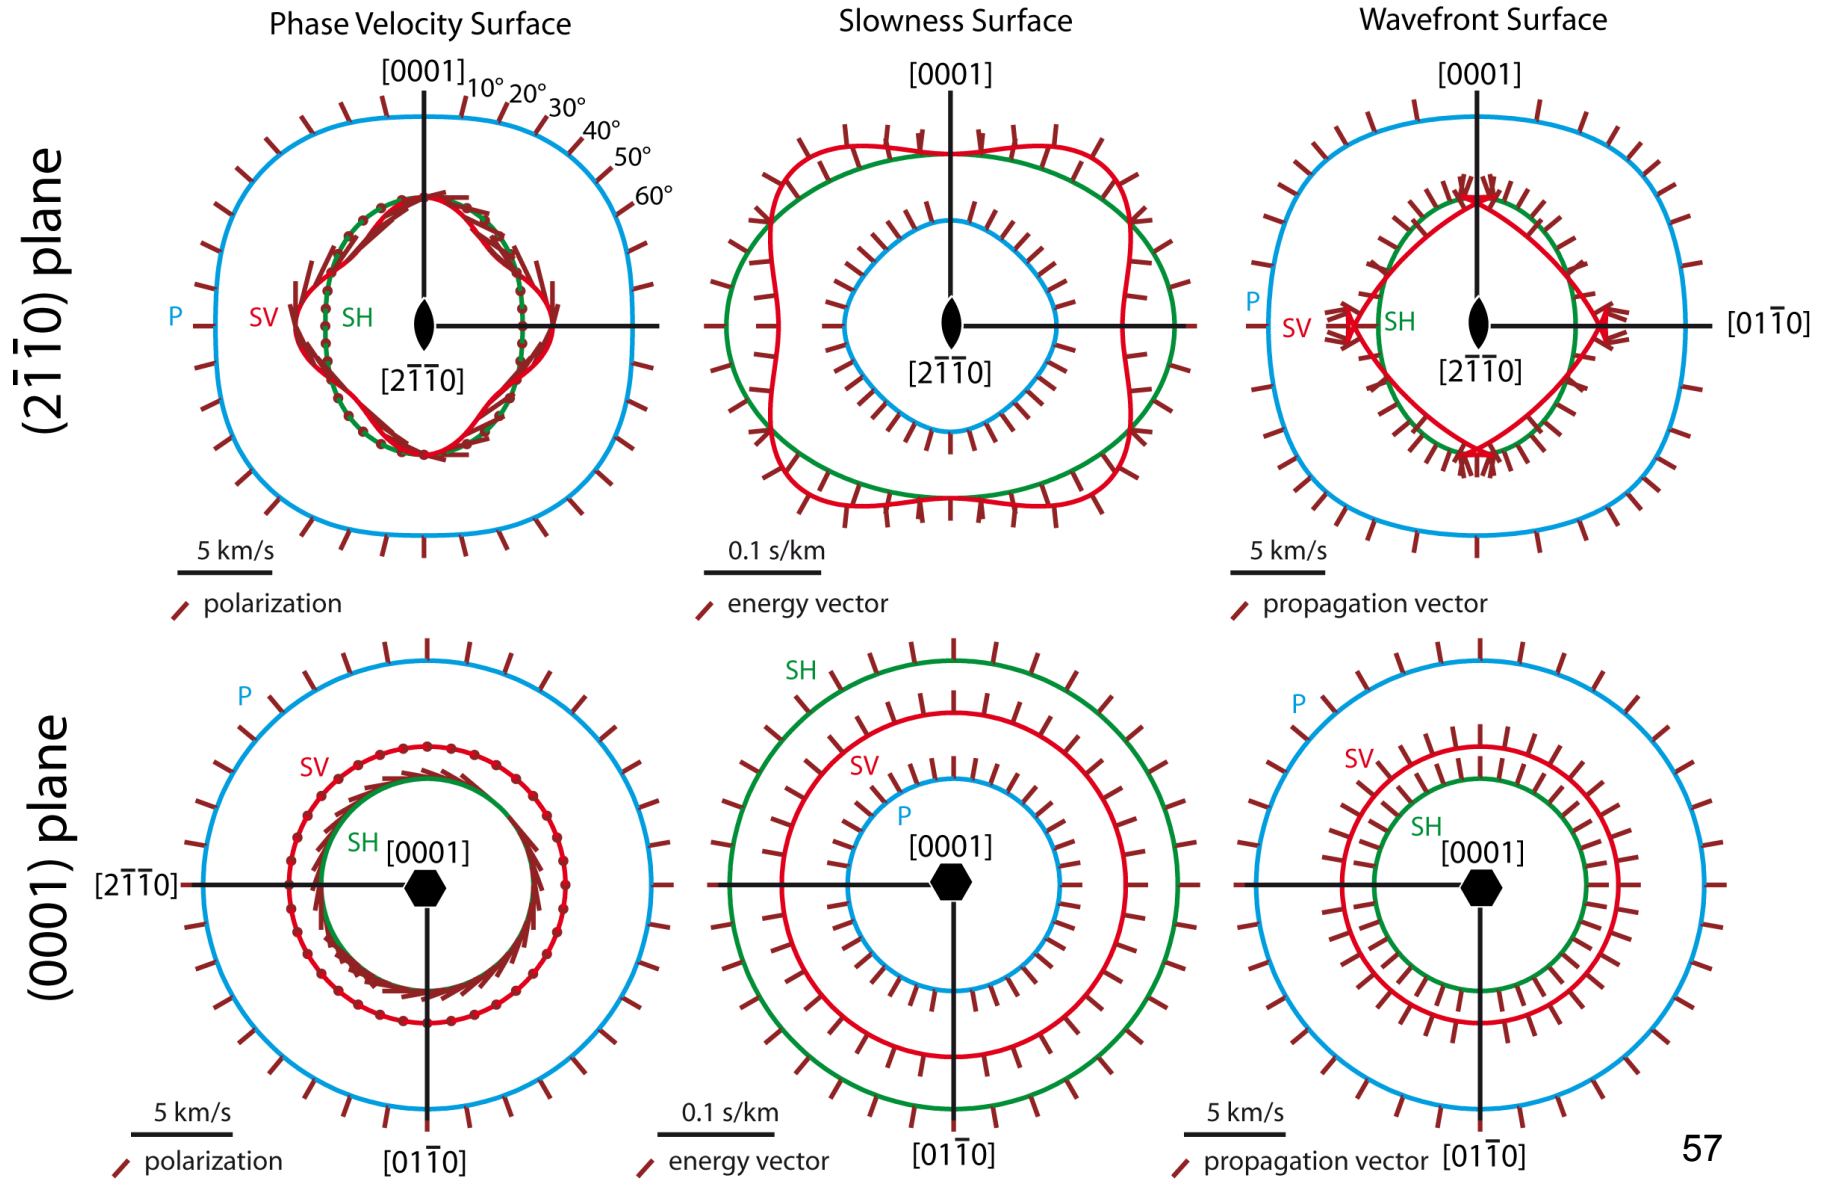 Phase Velocity Surface
Slowness Surface
Wavefront Surface
(21̅1̅0) plane
[0001]
10°
20°
30°
40°
50°
60°
P
SV
SH
[21̅1̅0]
5 km/s
polarization
[0001]
[21̅1̅0]
0.1 s/km
energy vector
[0001]
P
SV
SH
[21̅1̅0]
[011̅0]
5 km/s
propagation vector
(0001) plane
P
SV
SH
[0001]
[21̅1̅0]
5 km/s
polarization
[011̅0]
SH
SV
P
[0001]
0.1 s/km
energy vector
[011̅0]
P
SV
SH
[0001]
5 km/s
propagation vector
[011̅0]
57